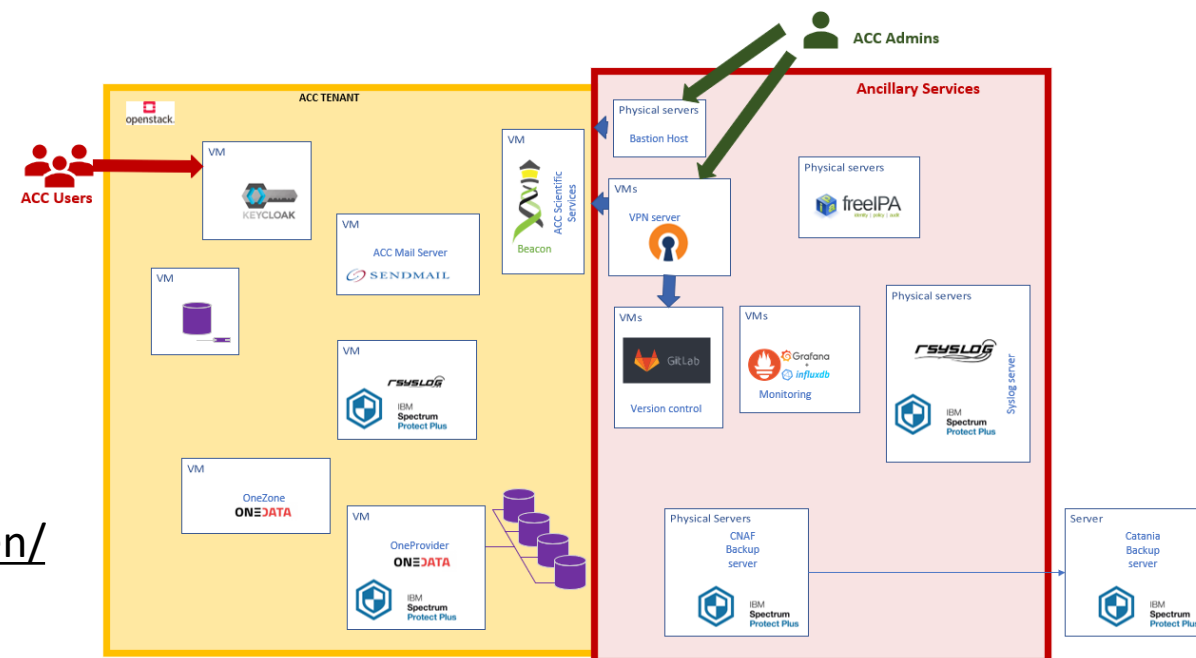 ACC Admins
ACC TENANT
openstack.
Ancillary Services
ACC Users
VM
KEYCLOAK
VM
ACC Mail Server
SENDMAIL
VM
ACC Scientific
Services
Beacon
VM
VM
rsyslog
IBM
Spectrum
Protect Plus
VM
OneZone
ONEDATA
VM
OneProvider
ONEDATA
IBM
Spectrum
Protect Plus
n/
Physical servers
Bastion Host
VMs
VPN server
Physical servers
freeIPA
identity | policy | audit
VMs
GitLab
Version control
VMs
Grafana
+
influxdb
Monitoring
Physical servers
rsyslog
Syslog server
IBM
Spectrum
Protect Plus
Physical Servers
CNAF
Backup
server
IBM
Spectrum
Protect Plus
Server
Catania
Backup
server
IBM
Spectrum
Protect Plus